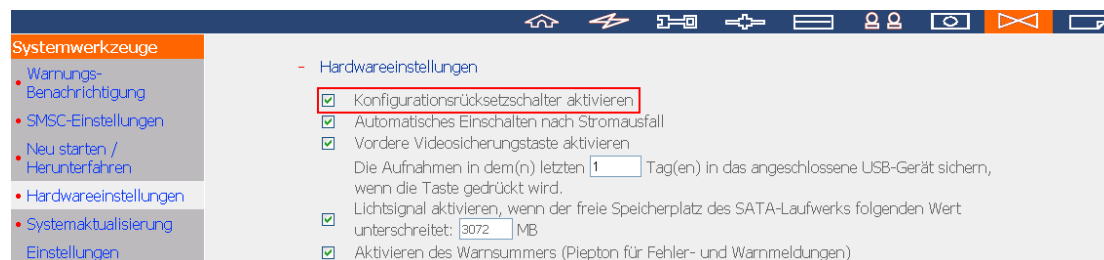 Systemwerkzeuge
Warnungs-
Benachrichtigung
SMSC-Einstellungen
Neu starten /
Herunterfahren
Hardwareeinstellungen
Systemaktualisierung
Einstellungen
- Hardwareeinstellungen
Konfigurationsrücksetzschalter aktivieren
Automatisches Einschalten nach Stromausfall
Vordere Videosicherungstaste aktivieren
Die Aufnahmen in dem(n) letzten 1 Tag(en) in das angeschlossene USB-Gerät sichern,
wenn die Taste gedrückt wird.
Lichtsignal aktivieren, wenn der freie Speicherplatz des SATA-Laufwerks folgenden Wert
unterschreitet: 3072 MB
Aktivieren des Warnsummers (Piepton für Fehler- und Warnmeldungen)